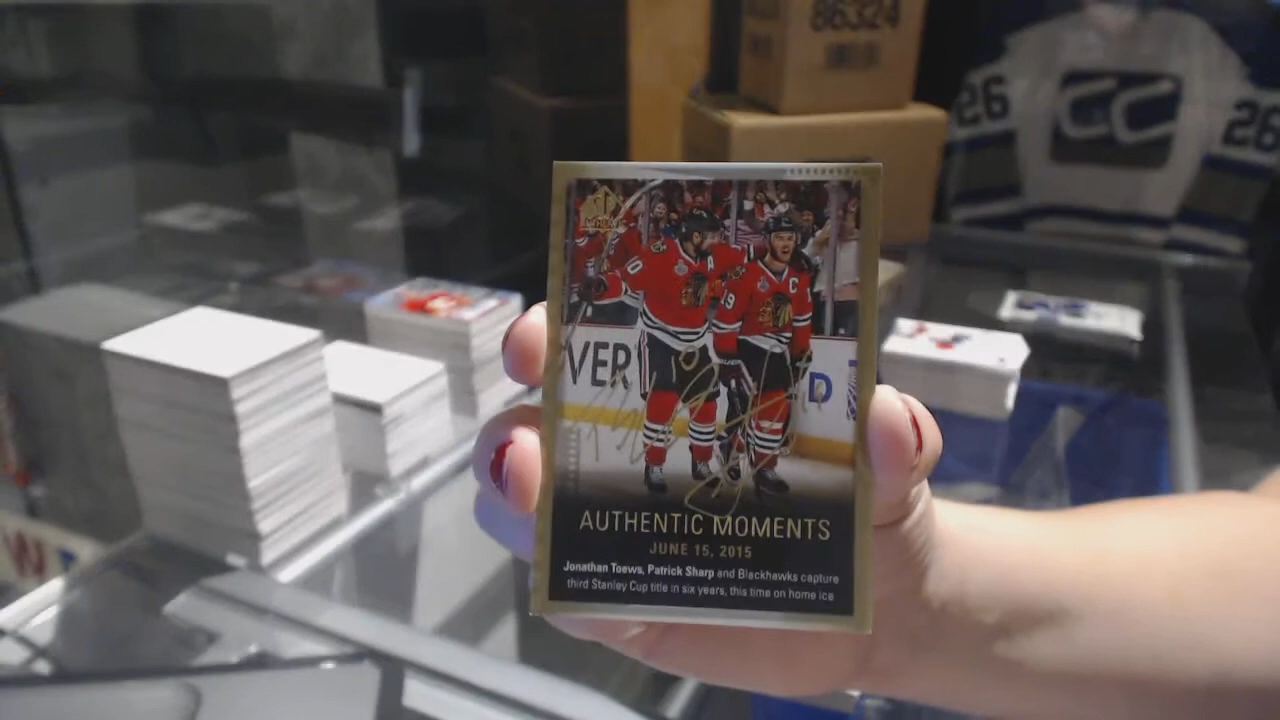 86324
26
26
CC
10
A
C
19
VER
D
AUTHENTIC MOMENTS
JUNE 15, 2015
Jonathan Toews, Patrick Sharp and Blackhawks capture
third Stanley Cup title in six years, this time on home ice